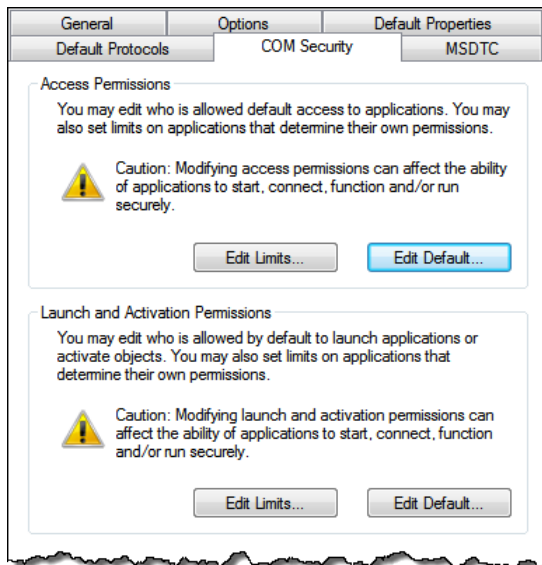 General Options Default Properties
Default Protocols COM Security MSDTC
Access Permissions
You may edit who is allowed default access to applications. You may
also set limits on applications that determine their own permissions.
Caution: Modifying access permissions can affect the ability
of applications to start, connect, function and/or run
securely.
Edit Limits... Edit Default...
Launch and Activation Permissions
You may edit who is allowed by default to launch applications or
activate objects. You may also set limits on applications that
determine their own permissions.
Caution: Modifying launch and activation permissions can
affect the ability of applications to start, connect, function
and/or run securely.
Edit Limits... Edit Default...